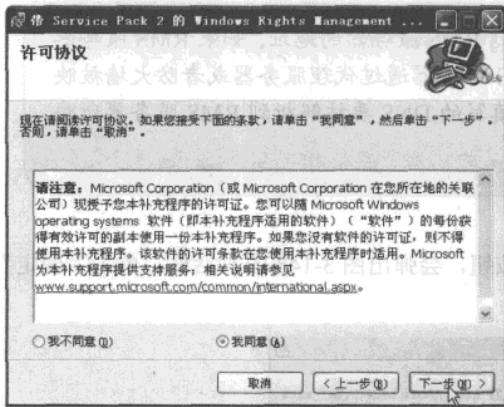 带 Service Pack 2 的 Windows Rights Management ...
许可协议
现在请阅读许可协议。如果您接受下面的条款，请单击“我同意”，然后单击“下一步”。
否则，请单击“取消”。
请注意：Microsoft Corporation（或 Microsoft Corporation 在您所在地的关联
公司）现授予您本补充程序的许可证。您可以随 Microsoft Windows
operating systems 软件（即本补充程序适用的软件）（“软件”）的每份获
得有效许可的副本使用一份本补充程序。如果您没有软件的许可证，则不得
使用本补充程序。该软件的许可条款在您使用本补充程序时适用。Microsoft
为本补充程序提供支持服务，相关说明请参见
www.support.microsoft.com/common/international.aspx。
我不同意(D) 我同意(A)
取消 <上一步(B) 下一步(N) >